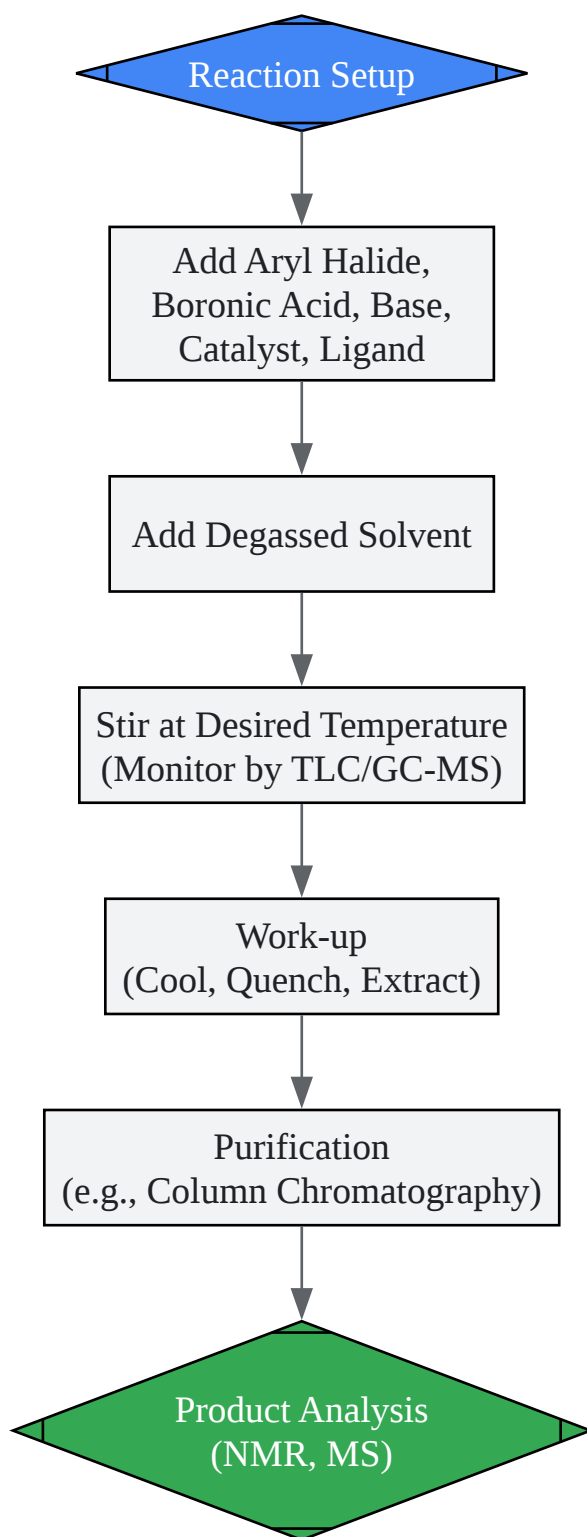 Reaction Setup
Add Aryl Halide,
Boronic Acid, Base,
Catalyst, Ligand
Add Degassed Solvent
Stir at Desired Temperature
(Monitor by TLC/GC-MS)
Work-up
(Cool, Quench, Extract)
Purification
(e.g., Column Chromatography)
Product Analysis
(NMR, MS)